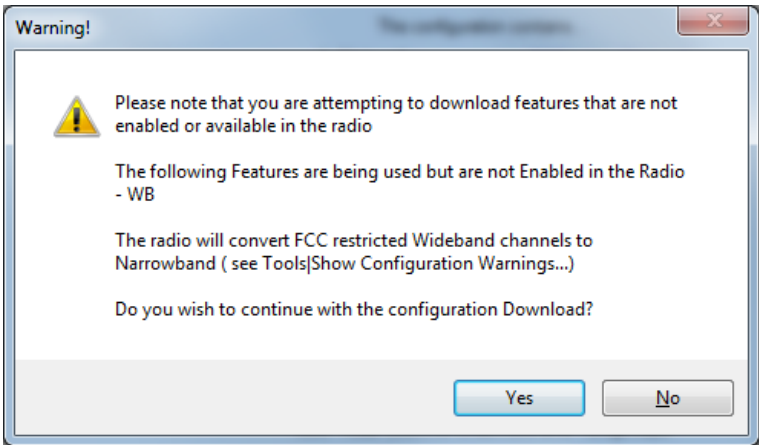 Warning!
Please note that you are attempting to download features that are not
enabled or available in the radio
The following Features are being used but are not Enabled in the Radio
- WB
The radio will convert FCC restricted Wideband channels to
Narrowband ( see Tools|Show Configuration Warnings...)
Do you wish to continue with the configuration Download?
Yes
No